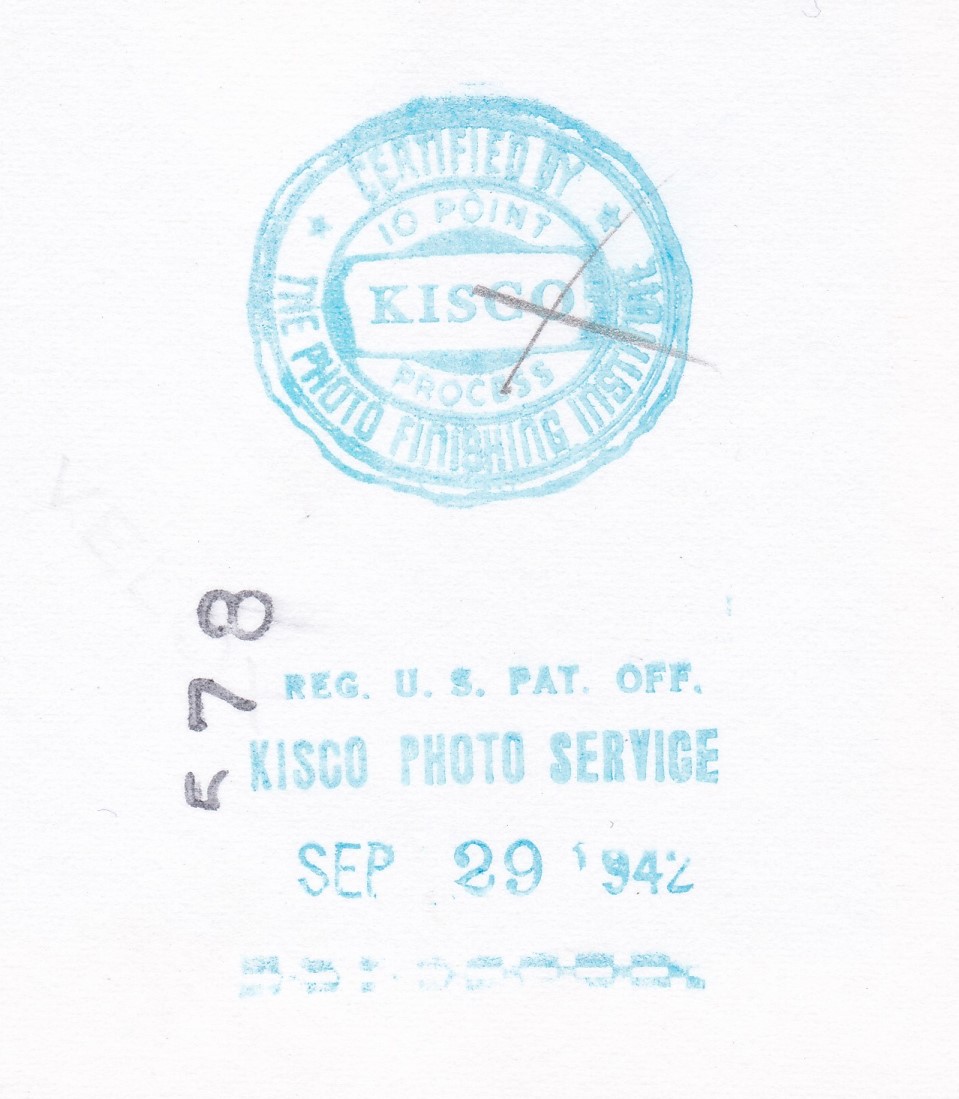 CERTIFIED BY
10 POINT
KISCO
PROCESS
THE PHOTO FINISHING INSTITUTE
578
REG. U. S. PAT. OFF.
KISCO PHOTO SERVICE
SEP 29 1942